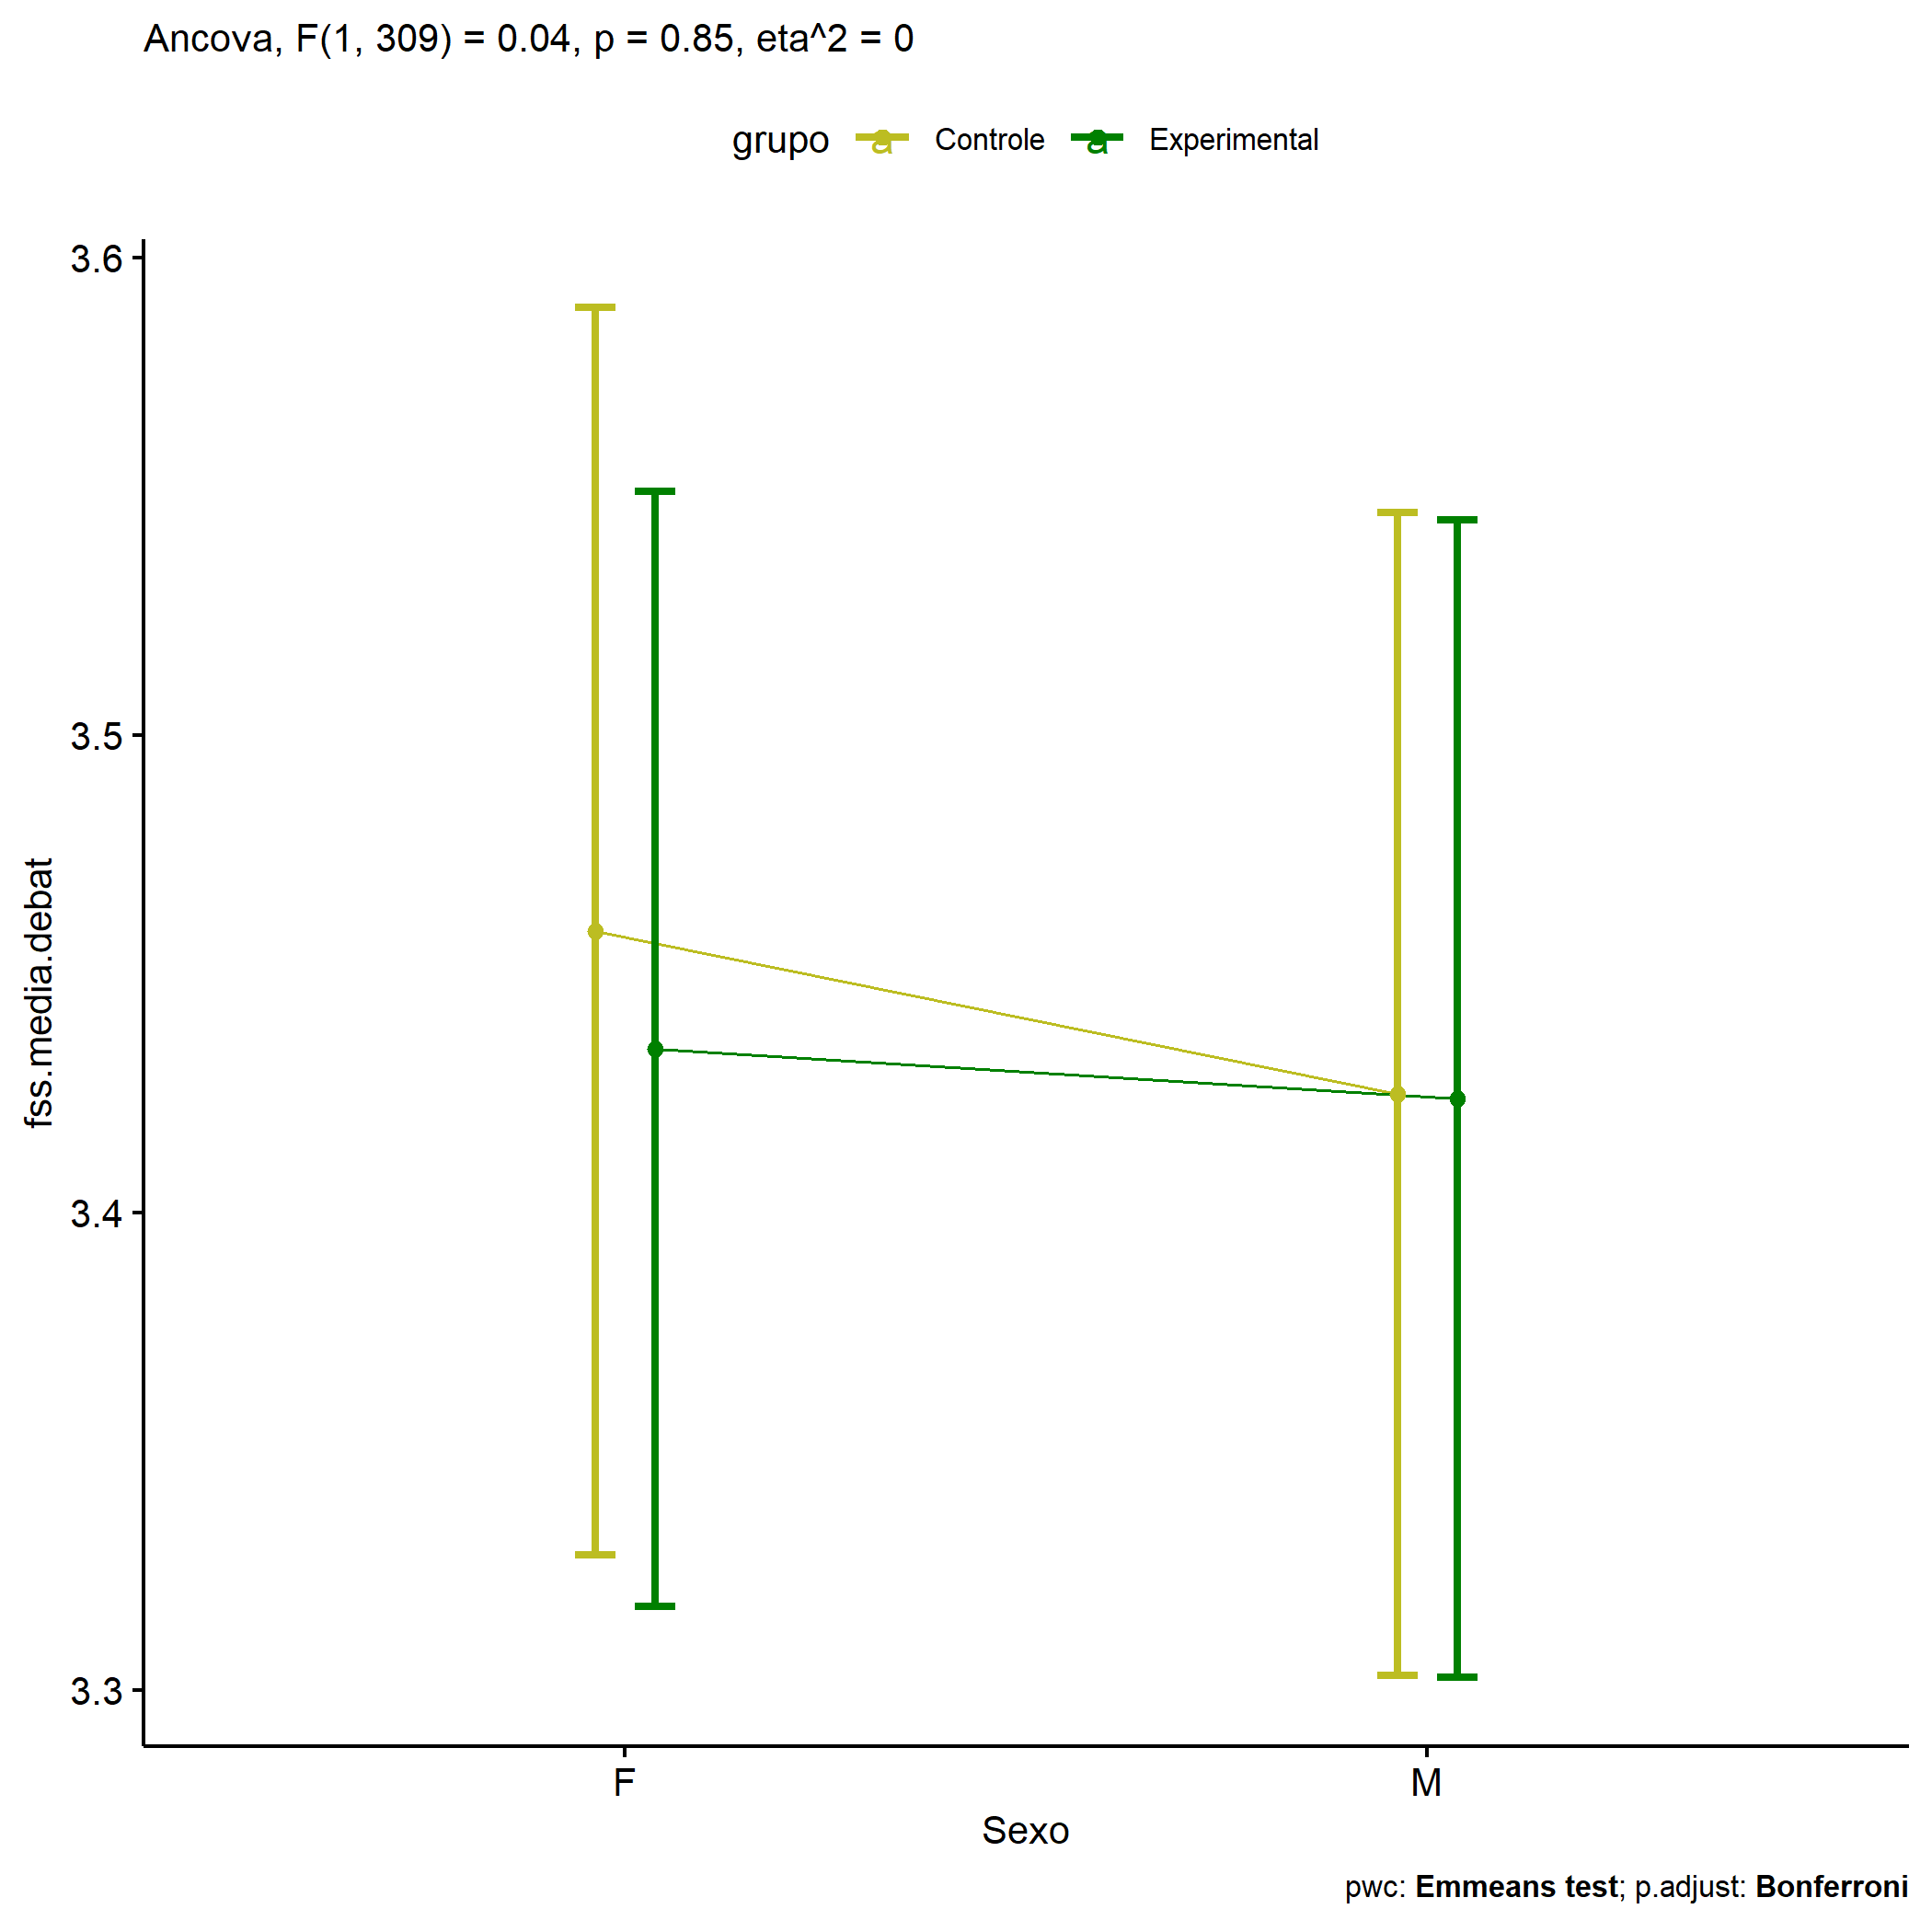 Ancova, F(1, 309) = 0.04, p = 0.85, eta^2 = 0
grupo a Controle a Experimental
3.6
3.5
3.4
3.3
fss.media.debat
F M
Sexo
pwc: Emmeans test; p.adjust: Bonferroni